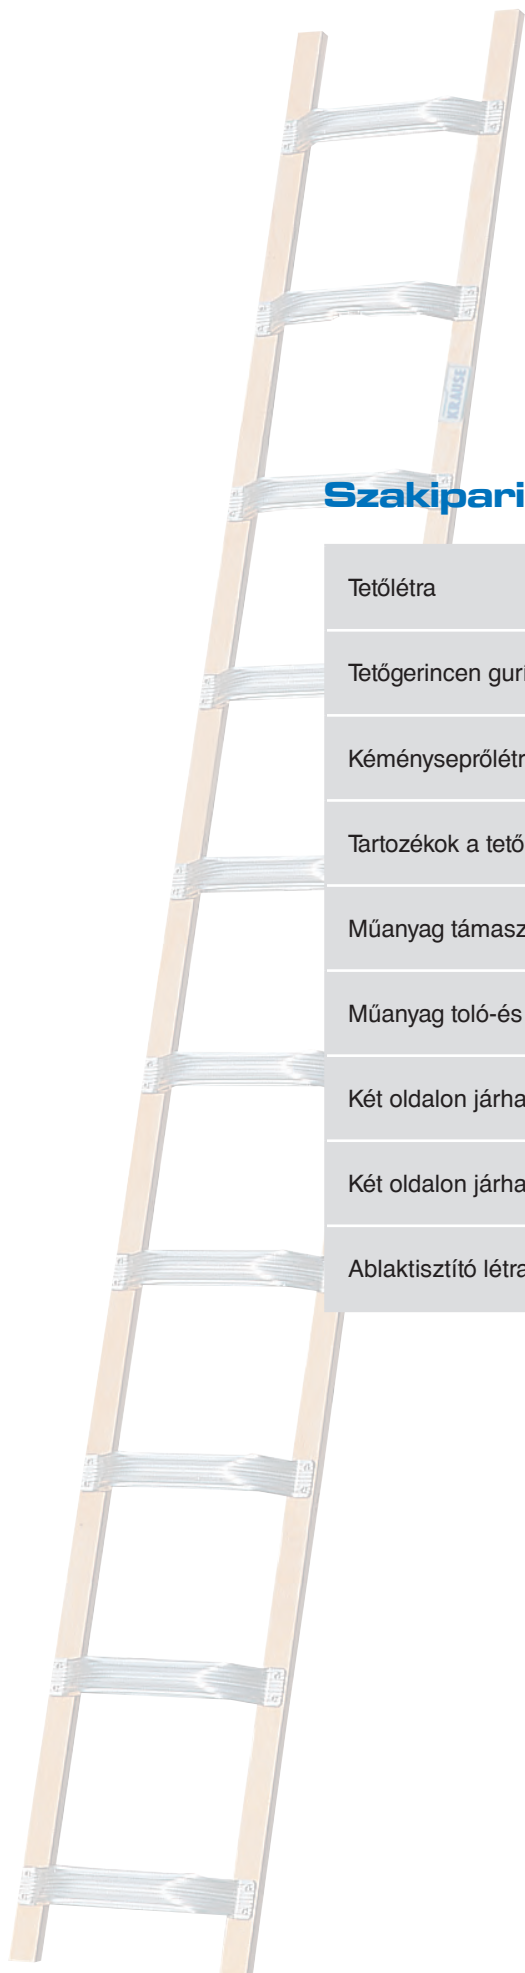 KRAUSE
Szakipari
Tetőlétra
Tetőgerincen guri
Kéményseprőlétr
Tartozékok a tető
Műanyag támasz
Műanyag toló-és
Két oldalon járha
Két oldalon járha
Ablaktisztító létra